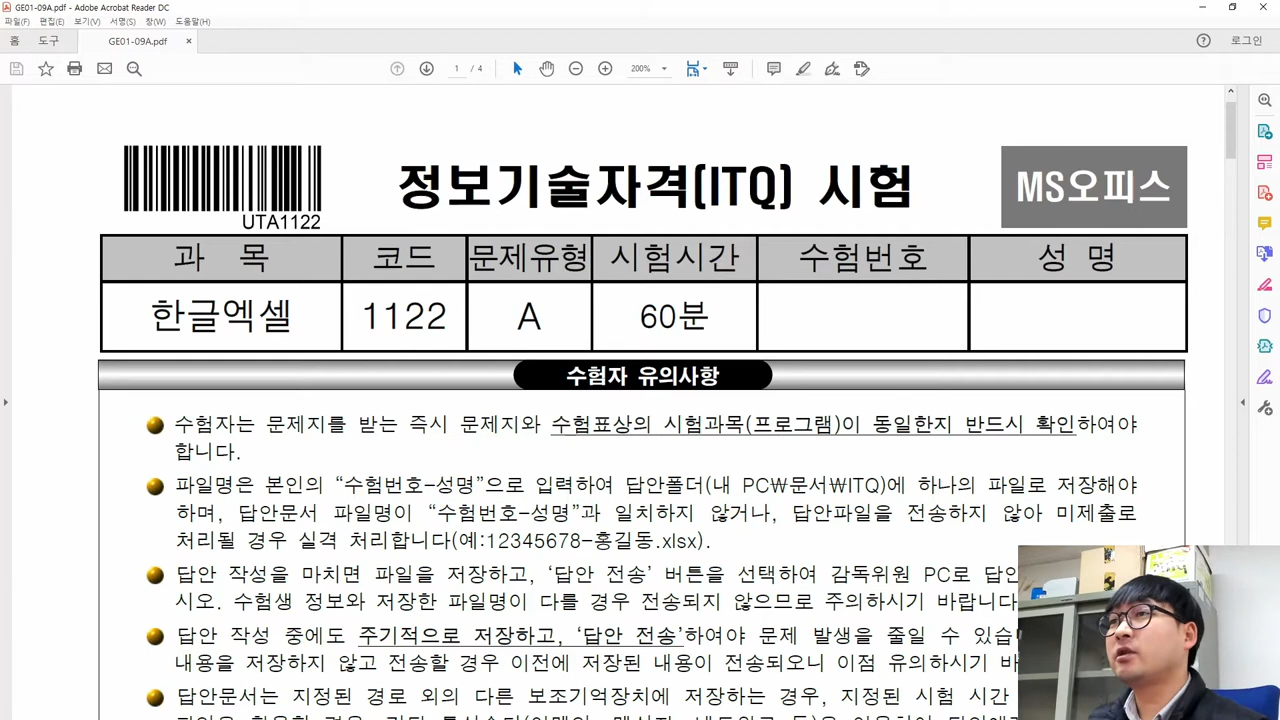 GE01-09A.pdf - Adobe Acrobat Reader DC
파일(F) 편집(E) 보기(V) 서명(S) 창(W) 도움말(H)
홈 도구 GE01-09A.pdf × 로그인
1 / 4 200%
정보기술자격(ITQ) 시험 MS오피스
UTA1122
과 목 코드 문제유형 시험시간 수험번호 성 명
한글엑셀 1122 A 60분
수험자 유의사항
수험자는 문제지를 받는 즉시 문제지와 수험표상의 시험과목(프로그램)이 동일한지 반드시 확인하여야
합니다.
파일명은 본인의 “수험번호-성명”으로 입력하여 답안폴더(내 PC₩문서₩ITQ)에 하나의 파일로 저장해야
하며, 답안문서 파일명이 “수험번호-성명”과 일치하지 않거나, 답안파일을 전송하지 않아 미제출로
처리될 경우 실격 처리합니다(예:12345678-홍길동.xlsx).
답안 작성을 마치면 파일을 저장하고, ‘답안 전송’ 버튼을 선택하여 감독위원 PC로 답안
시오. 수험생 정보와 저장한 파일명이 다를 경우 전송되지 않으므로 주의하시기 바랍니다
답안 작성 중에도 주기적으로 저장하고, ‘답안 전송’하여야 문제 발생을 줄일 수 있습
내용을 저장하지 않고 전송할 경우 이전에 저장된 내용이 전송되오니 이점 유의하시기 바
답안문서는 지정된 경로 외의 다른 보조기억장치에 저장하는 경우, 지정된 시험 시간